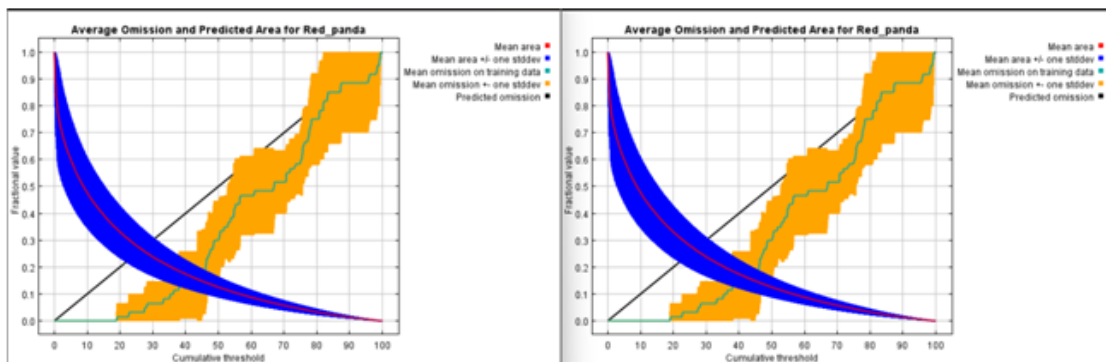 Average Omission and Predicted Area for Red_panda
Mean area
Mean area +/- one stddev
Mean omission on training data
Mean omission +- one stddev
Predicted omission
Fractional value
1.0
0.9
0.8
0.7
0.6
0.5
0.4
0.3
0.2
0.1
0.0
0 10 20 30 40 50 60 70 80 90 100
Cumulative threshold
Average Omission and Predicted Area for Red_panda
Mean area
Mean area +/- one stddev
Mean omission on training data
Mean omission +- one stddev
Predicted omission
Fractional value
1.0
0.9
0.8
0.7
0.6
0.5
0.4
0.3
0.2
0.1
0.0
0 10 20 30 40 50 60 70 80 90 100
Cumulative threshold